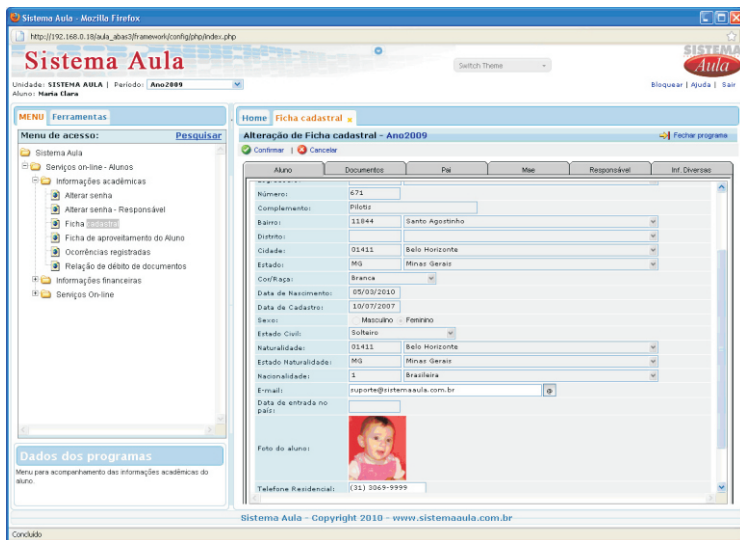 Sistema Aula - Mozilla Firefox
http://192.168.0.18/aula_abas3/framework/config/php/index.php
Sistema Aula
Switch Theme
SISTEMA
Aula
Unidade: SISTEMA AULA | Período: Ano2009
Bloquear | Ajuda | Sair
Aluno: Maria Clara
MENU Ferramentas
Home Ficha cadastral
Menu de acesso: Pesquisar
Alteração de Ficha cadastral - Ano2009
Fechar programa
Confirmar | Cancelar
Sistema Aula
Serviços on-line - Alunos
Informações acadêmicas
Alterar senha
Alterar senha - Responsável
Ficha cadastral
Ficha de aproveitamento do Aluno
Ocorrências registradas
Relação de débito de documentos
Informações financeiras
Serviços On-line
Dados dos programas
Menu para acompanhamento das informações acadêmicas do
aluno.
Aluno Documentos Pai Mae Responsável Inf. Diversas
Número: 671
Complemento: Pilotis
Bairro: 11844 Santo Agostinho
Distrito:
Cidade: 01411 Belo Horizonte
Estado: MG Minas Gerais
Cor/Raça: Branca
Data de Nascimento: 05/03/2010
Data de Cadastro: 10/07/2007
Sexo: Masculino Feminino
Estado Civil: Solteiro
Naturalidade: 01411 Belo Horizonte
Estado Naturalidade: MG Minas Gerais
Nacionalidade: 1 Brasileira
E-mail: suporte@sistemaaula.com.br @
Data de entrada no
país:
Foto do aluno:
Telefone Residencial: (31) 3069-9999
Sistema Aula - Copyright 2010 - www.sistemaaula.com.br
Concluído